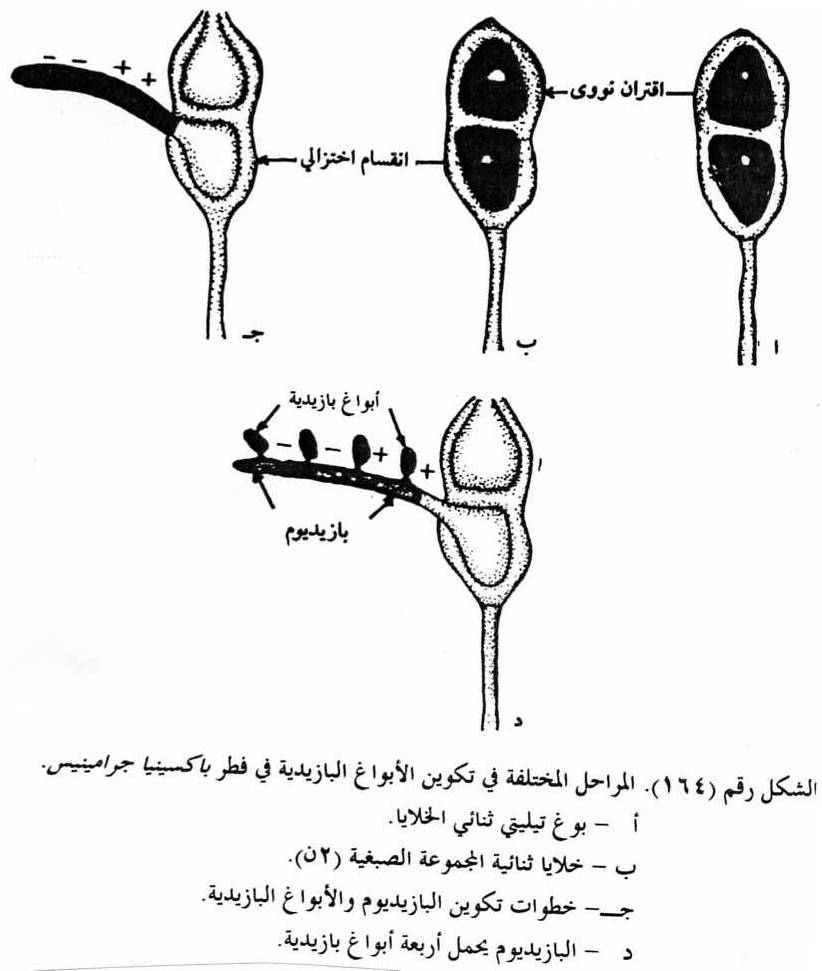 اقتران نووى
انقسام اختزالي
- - + +
أ
ب
جـ
أبواغ بازيدية
- - + +
بازيديوم
د
الشكل رقم (١٦٤). المراحل المختلفة في تكوين الأبواغ البازيدية في فطر باكسينيا جرامينيس.
أ - بوغ تيليتي ثنائي الخلايا.
ب - خلايا ثنائية المجموعة الصبغية (٢ن).
جـ - خطوات تكوين البازيديوم والأبواغ البازيدية.
د - البازيديوم يحمل أربعة أبواغ بازيدية.